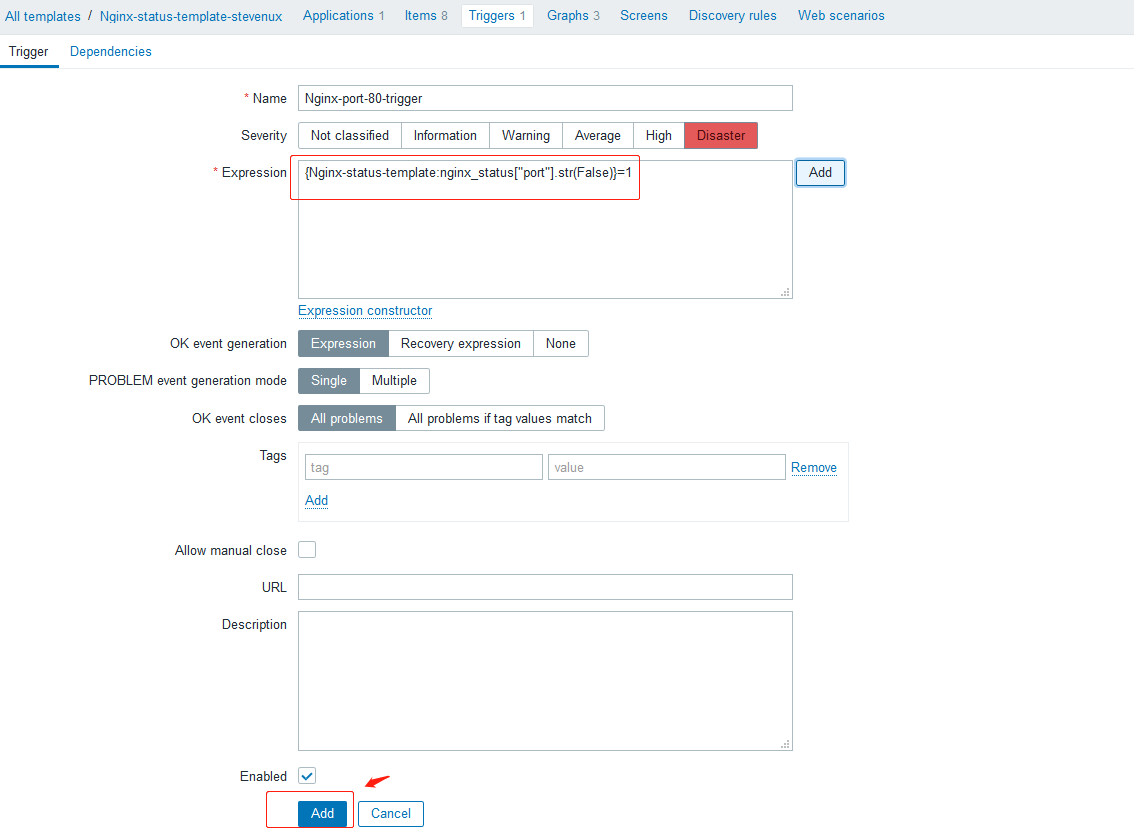 All templates / Nginx-status-template-stevenux Applications 1 Items 8 Triggers 1 Graphs 3 Screens Discovery rules Web scenarios
Trigger Dependencies
* Name Nginx-port-80-trigger
Severity Not classified Information Warning Average High Disaster
* Expression {Nginx-status-template:nginx_status["port"].str(False)}=1 Add
Expression constructor
OK event generation Expression Recovery expression None
PROBLEM event generation mode Single Multiple
OK event closes All problems All problems if tag values match
Tags tag value Remove
Add
Allow manual close
URL
Description
Enabled
Add Cancel